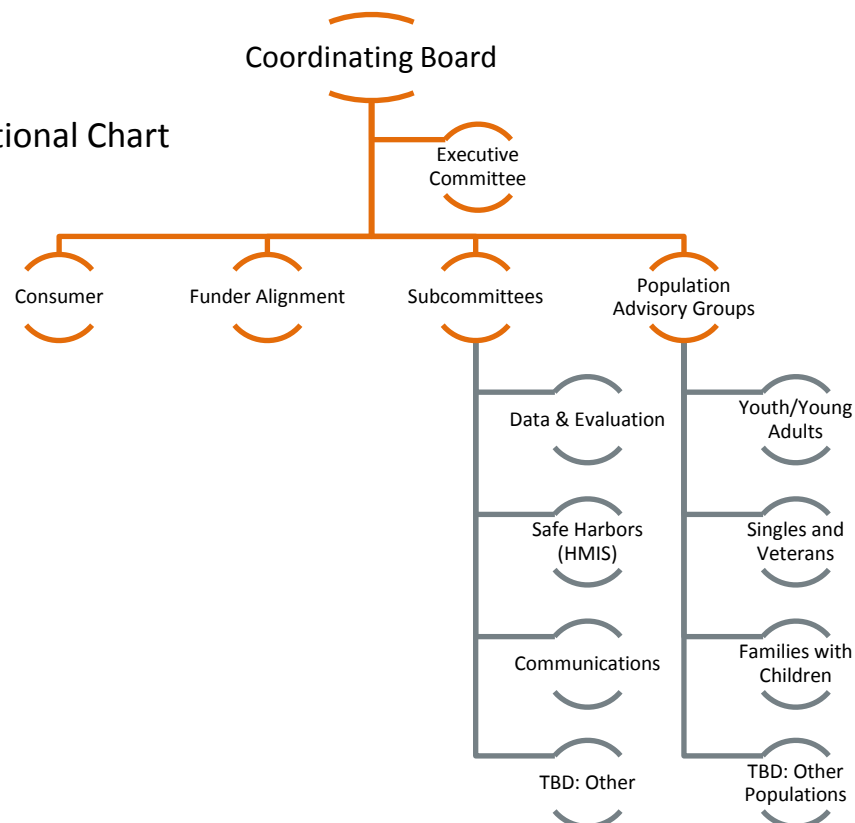 Coordinating Board
tional Chart
Executive
Committee
Consumer
Funder Alignment
Subcommittees
Population
Advisory Groups
Data & Evaluation
Youth/Young
Adults
Safe Harbors
(HMIS)
Singles and
Veterans
Communications
Families with
Children
TBD: Other
TBD: Other
Populations